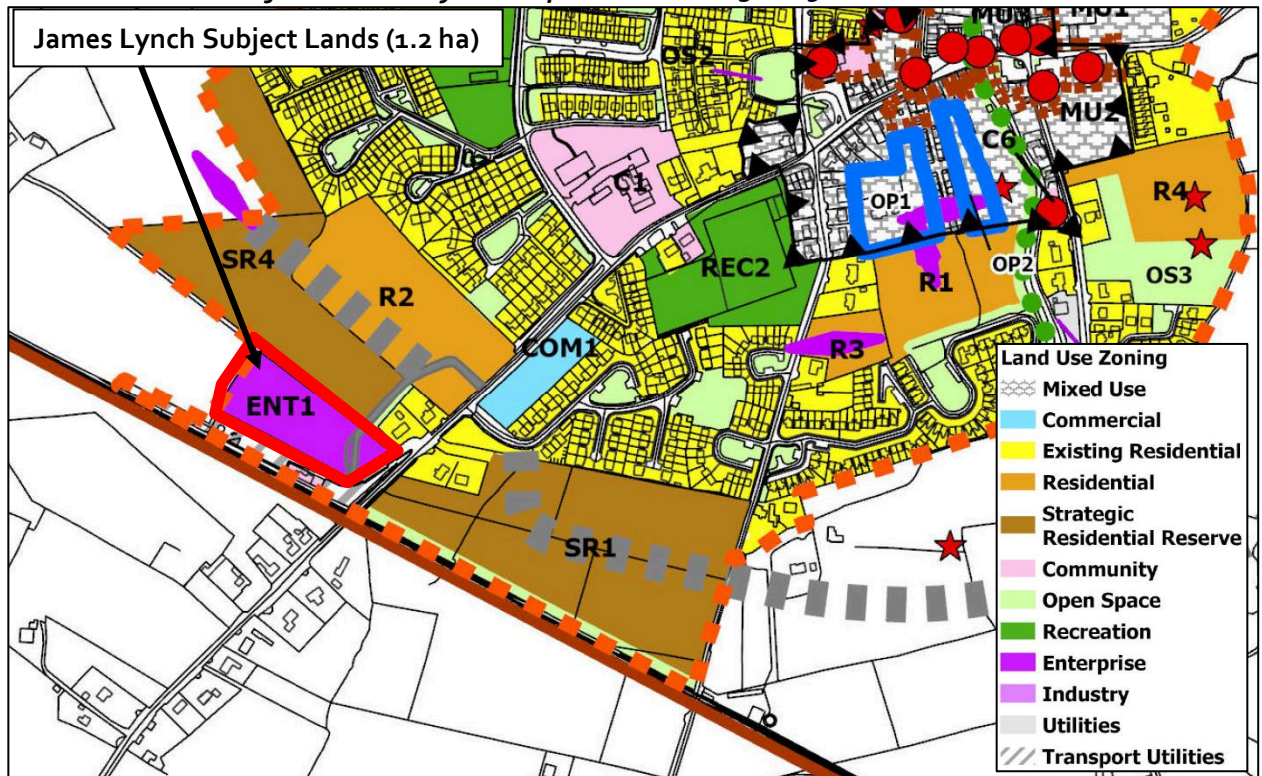 James Lynch Subject Lands (1.2 ha)
MU1
OS2
MU2
C6
C1
R4
OP1
SR4
REC2
OP2
OS3
R2
R1
COM1
R3
ENT1
SR1
Land Use Zoning
Mixed Use
Commercial
Existing Residential
Residential
Strategic
Residential Reserve
Community
Open Space
Recreation
Enterprise
Industry
Utilities
Transport Utilities